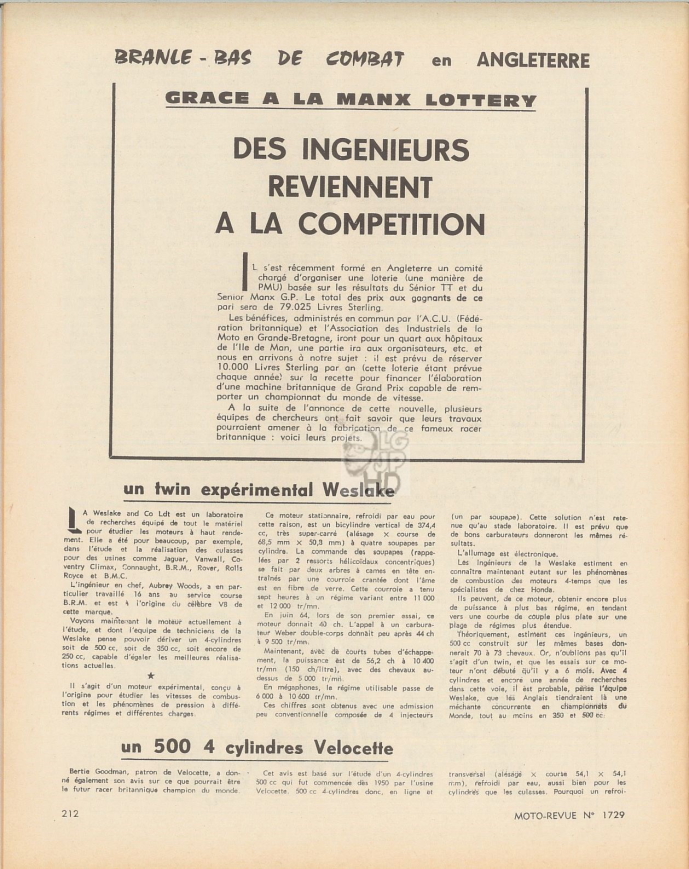 BRANLE - BAS DE COMBAT en ANGLETERRE
GRACE A LA MANX LOTTERY
DES INGENIEURS
REVIENNENT
A LA COMPETITION
IL s'est récemment formé en Angleterre un comité
chargé d'organiser une loterie (une manière de
PMU) basée sur les résultats du Sénior TT et du
Senior Manx G.P. Le total des prix aux gagnants de ce
pari sera de 79.025 Livres Sterling.
Les bénéfices, administrés en commun par l'A.C.U. (Fédé-
ration britannique) et l'Association des Industriels de la
Moto en Grande-Bretagne, iront pour un quart aux hôpitaux
de l'Ile de Man, une partie ira aux organisateurs, etc. et
nous en arrivons à notre sujet : il est prévu de réserver
10.000 Livres Sterling par an (cette loterie étant prévue
chaque année) sur la recette pour financer l'élaboration
d'une machine britannique de Grand Prix capable de rem-
porter un championnat du monde de vitesse.
A la suite de l'annonce de cette nouvelle, plusieurs
équipes de chercheurs ont fait savoir que leurs travaux
pourraient amener à la fabrication de ce fameux racer
britannique : voici leurs projets.
un twin expérimental Weslake
LA Weslake and Co Ldt est un laboratoire
de recherches équipé de tout le matériel
pour étudier les moteurs à haut rende-
ment. Elle a été pour beaucoup, par exemple,
dans l'étude et la réalisation des culasses
pour des usines comme Jaguar, Vanwall, Co-
ventry Climax, Connaught, B.R.M., Rover, Rolls
Royce et B.M.C.
L'ingénieur en chef, Aubrey Woods, a en par-
ticulier travaillé 16 ans au service course
B.R.M. et est à l'origine du célèbre V8 de
cette marque.
Voyons maintenant le moteur actuellement à
l'étude, et dont l'equipe de techniciens de la
Weslake pense pouvoir dériver un 4-cylindres
soit de 500 cc, soit de 350 cc, soit encore de
250 cc, capable d'égaler les meilleures réalisa-
tions actuelles.
★
Il s'agit d'un moteur expérimental, conçu à
l'origine pour étudier les vitesses de combus-
tion et les phénomènes de pression à diffé-
rents régimes et différentes charges.
Ce moteur stationnaire, refroidi par eau pour
cette raison, est un bicylindre vertical de 374,4
cc, très super-carré (alésage × course de
68,5 mm × 50,8 mm) à quatre soupapes par
cylindre. La commande des soupapes (rappe-
lées par 2 ressorts hélicoïdaux concentriques)
se fait par deux arbres à cames en tête en-
traînés par une courroie crantée dont l'âme
est en fibre de verre. Cette courroie a tenu
sept heures à un régime variant entre 11 000
et 12 000 tr/mn.
En juin 64, lors de son premier essai, ce
moteur donnait 40 ch. L'appel à un carbura-
teur Weber double-corps donnait peu après 44 ch
à 9 500 tr/mn.
Maintenant, avec de courts tubes d'échappe-
ment, la puissance est de 56,2 ch à 10 400
tr/mn (150 ch/litre), avec des chevaux au-
dessus de 5 000 tr/mn.
En mégaphones, le régime utilisable passe de
6 000 à 10 600 tr/mn.
Ces chiffres sont obtenus avec une admission
peu conventionnelle composée de 4 injecteurs
(un par soupape). Cette solution n'est rete-
nue qu'au stade laboratoire. Il est prévu que
de bons carburateurs donneront les mêmes ré-
sultats.
L'allumage est électronique.
Les ingénieurs de la Weslake estiment en
connaître maintenant autant sur les phénomènes
de combustion des moteurs 4-temps que les
spécialistes de chez Honda.
Ils peuvent, de ce moteur, obtenir encore plus
de puissance à plus bas régime, en tendant
vers une courbe de couple plus plate sur une
plage de régimes plus étendue.
Théoriquement, estiment ces ingénieurs, un
500 cc construit sur les mêmes bases don-
nerait 70 à 73 chevaux. Or, n'oublions pas qu'il
s'agit d'un twin, et que les essais sur ce mo-
teur n'ont débuté qu'il y a 6 mois. Avec 4
cylindres et encore une année de recherches
dans cette voie, il est probable, pense l'équipe
Weslake, que les Anglais tiendraient là une
méchante concurrente en championnats du
Monde, tout au moins en 350 et 500 cc.
un 500 4 cylindres Velocette
Bertie Goodman, patron de Velocette, a don-
né également son avis sur ce que pourrait être
le futur racer britannique champion du monde.
Cet avis est basé sur l'étude d'un 4-cylindres
500 cc qui fut commencée dès 1950 par l'usine
Velocette. 500 cc 4-cylindres donc, en ligne et
transversal (alésage × course 54,1 × 54,1
mm), refroidi par eau, aussi bien pour les
cylindres que les culasses. Pourquoi un refroi-
212
MOTO-REVUE N° 1729